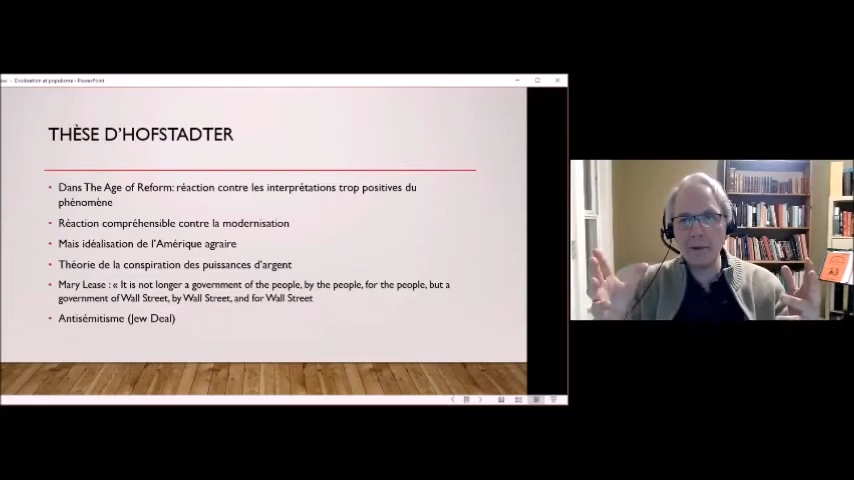 Civilisation et populisme - PowerPoint
THÈSE D'HOFSTADTER
Dans The Age of Reform: réaction contre les interprétations trop positives du
phénomène
Réaction compréhensible contre la modernisation
Mais idéalisation de l'Amérique agraire
Théorie de la conspiration des puissances d'argent
Mary Lease : « It is not longer a government of the people, by the people, for the people, but a
government of Wall Street, by Wall Street, and for Wall Street
Antisémitisme (Jew Deal)